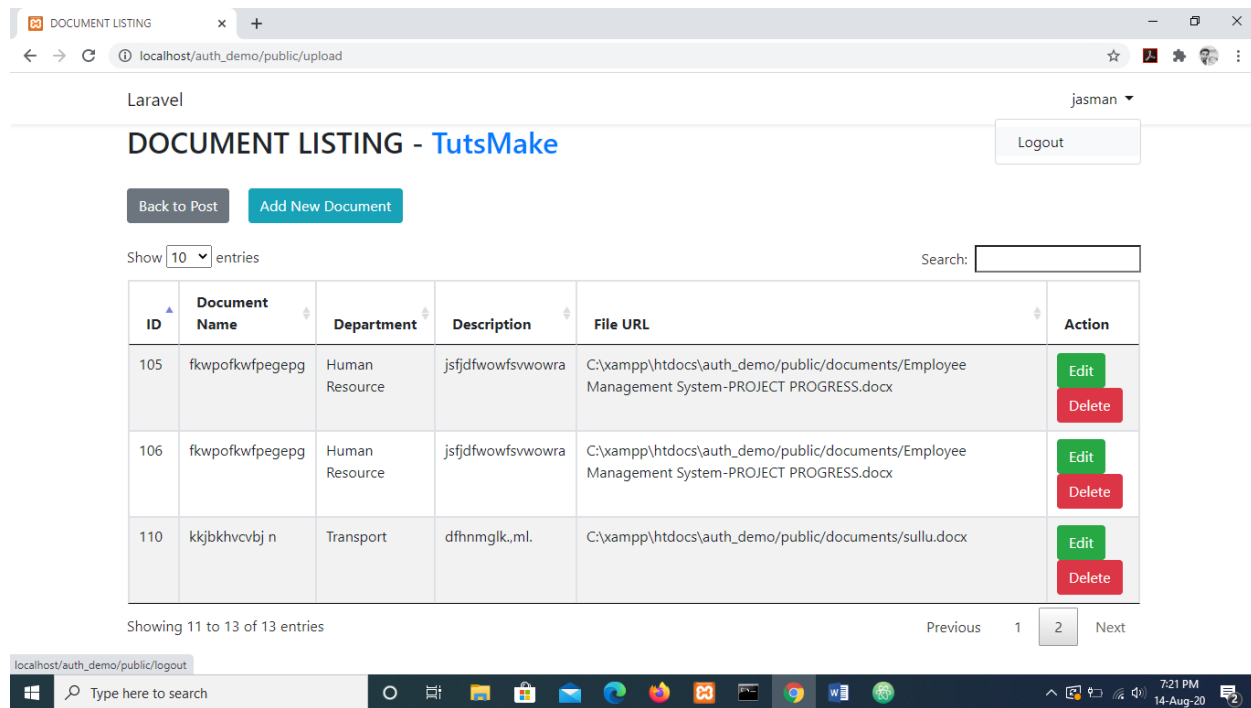 DOCUMENT LISTING
localhost/auth_demo/public/upload
Laravel
jasman
DOCUMENT LISTING - TutsMake
Logout
Back to Post Add New Document
Show 10 entries
Search:
ID Document Name Department Description File URL Action
105 fkwpofkwfpegepg Human Resource jsfjdfwowfsvwowra C:\xampp\htdocs\auth_demo/public/documents/Employee Management System-PROJECT PROGRESS.docx Edit Delete
106 fkwpofkwfpegepg Human Resource jsfjdfwowfsvwowra C:\xampp\htdocs\auth_demo/public/documents/Employee Management System-PROJECT PROGRESS.docx Edit Delete
110 kkjbkhvcvbj n Transport dfhnmglk.,ml. C:\xampp\htdocs\auth_demo/public/documents/sullu.docx Edit Delete
Showing 11 to 13 of 13 entries
Previous 1 2 Next
localhost/auth_demo/public/logout
Type here to search
7:21 PM
14-Aug-20
2